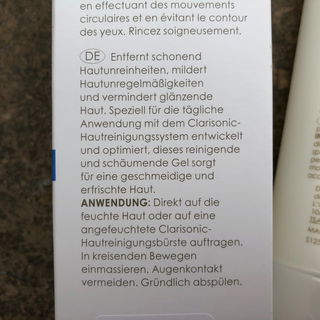 en effectuant des mouvements
circulaires et en évitant le contour
des yeux. Rincez soigneusement.
DE Entfernt schonend
Hautunreinheiten, mildert
Hautunregelmäßigkeiten
und vermindert glänzende
Haut. Speziell für die tägliche
Anwendung mit dem Clarisonic-
Hautreinigungssystem entwickelt
und optimiert, dieses reinigende
und schäumende Gel sorgt
für eine geschmeidige und
erfrischte Haut.
ANWENDUNG: Direkt auf die
feuchte Haut oder auf eine
angefeuchtete Clarisonic-
Hautreinigungsbürste auftragen.
In kreisenden Bewegen
einmassieren. Augenkontakt
vermeiden. Gründlich abspülen.